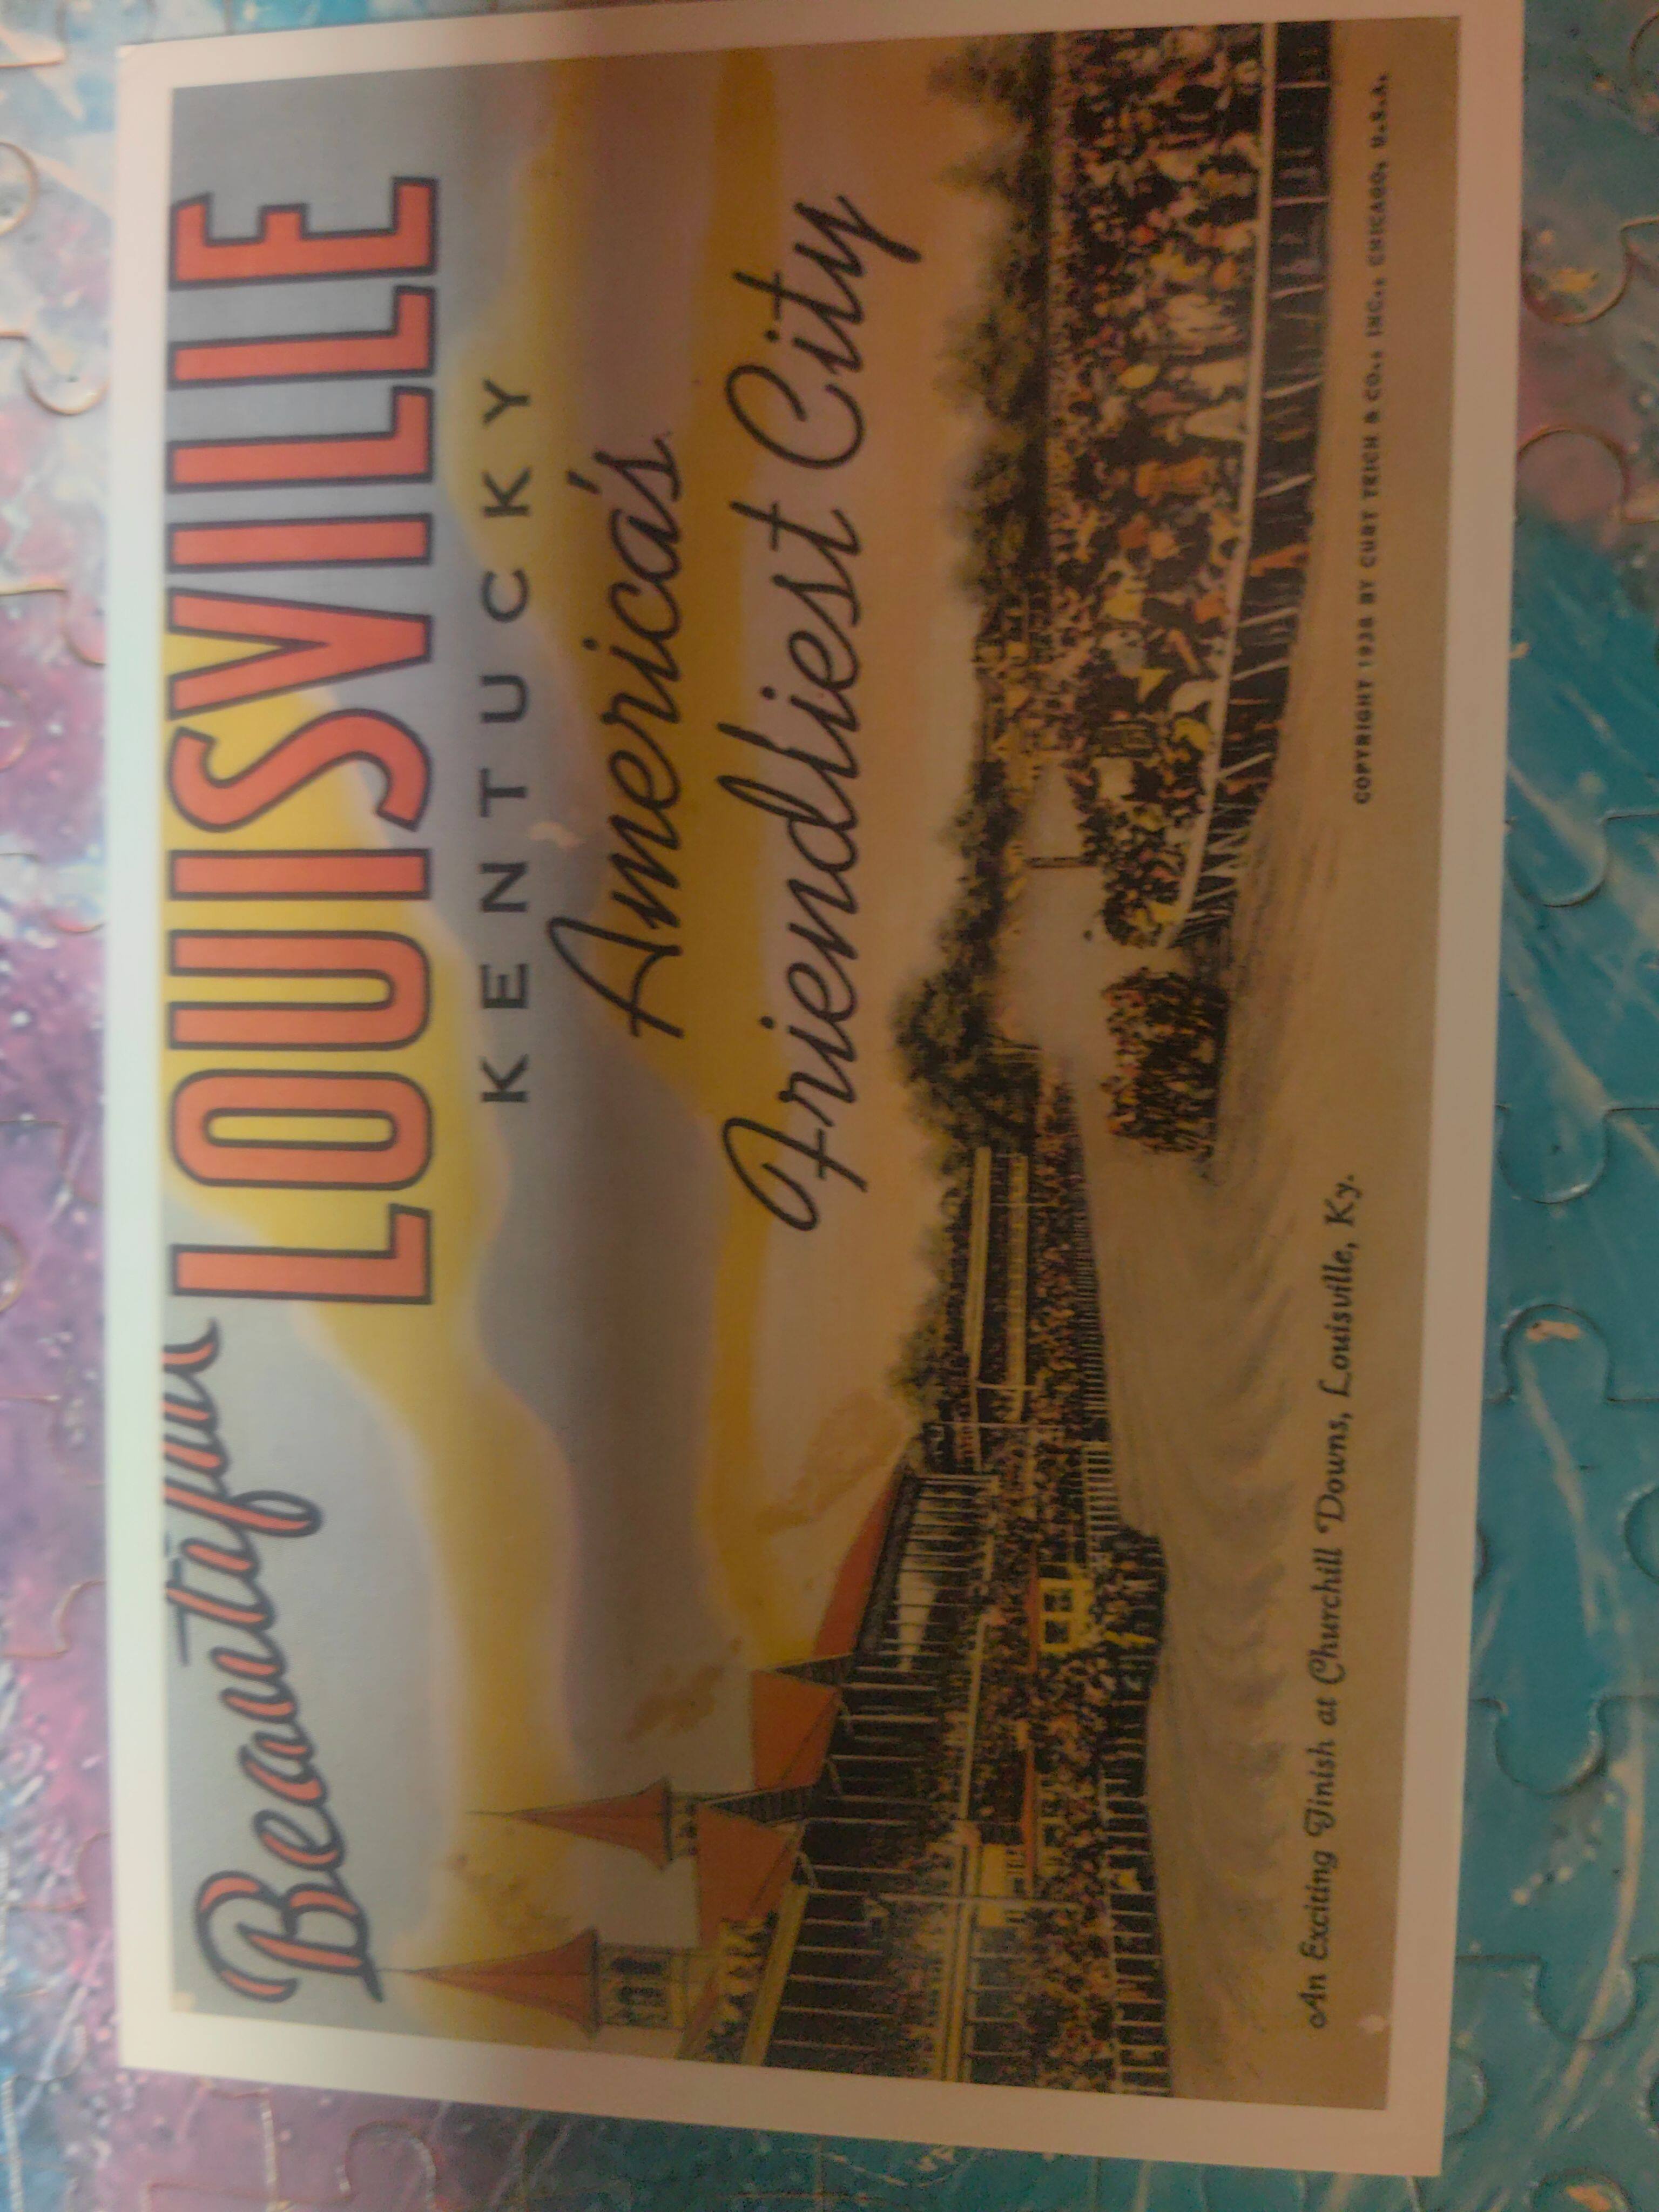 Beautiful LOUISVILLE
KENTUCKY
America's
Friendliest City
An Exciting Finish at Churchill Downs, Louisville, Ky.
COPYRIGHT 1938 BY CURT TEICH & CO., INC., CHICAGO, U.S.A.